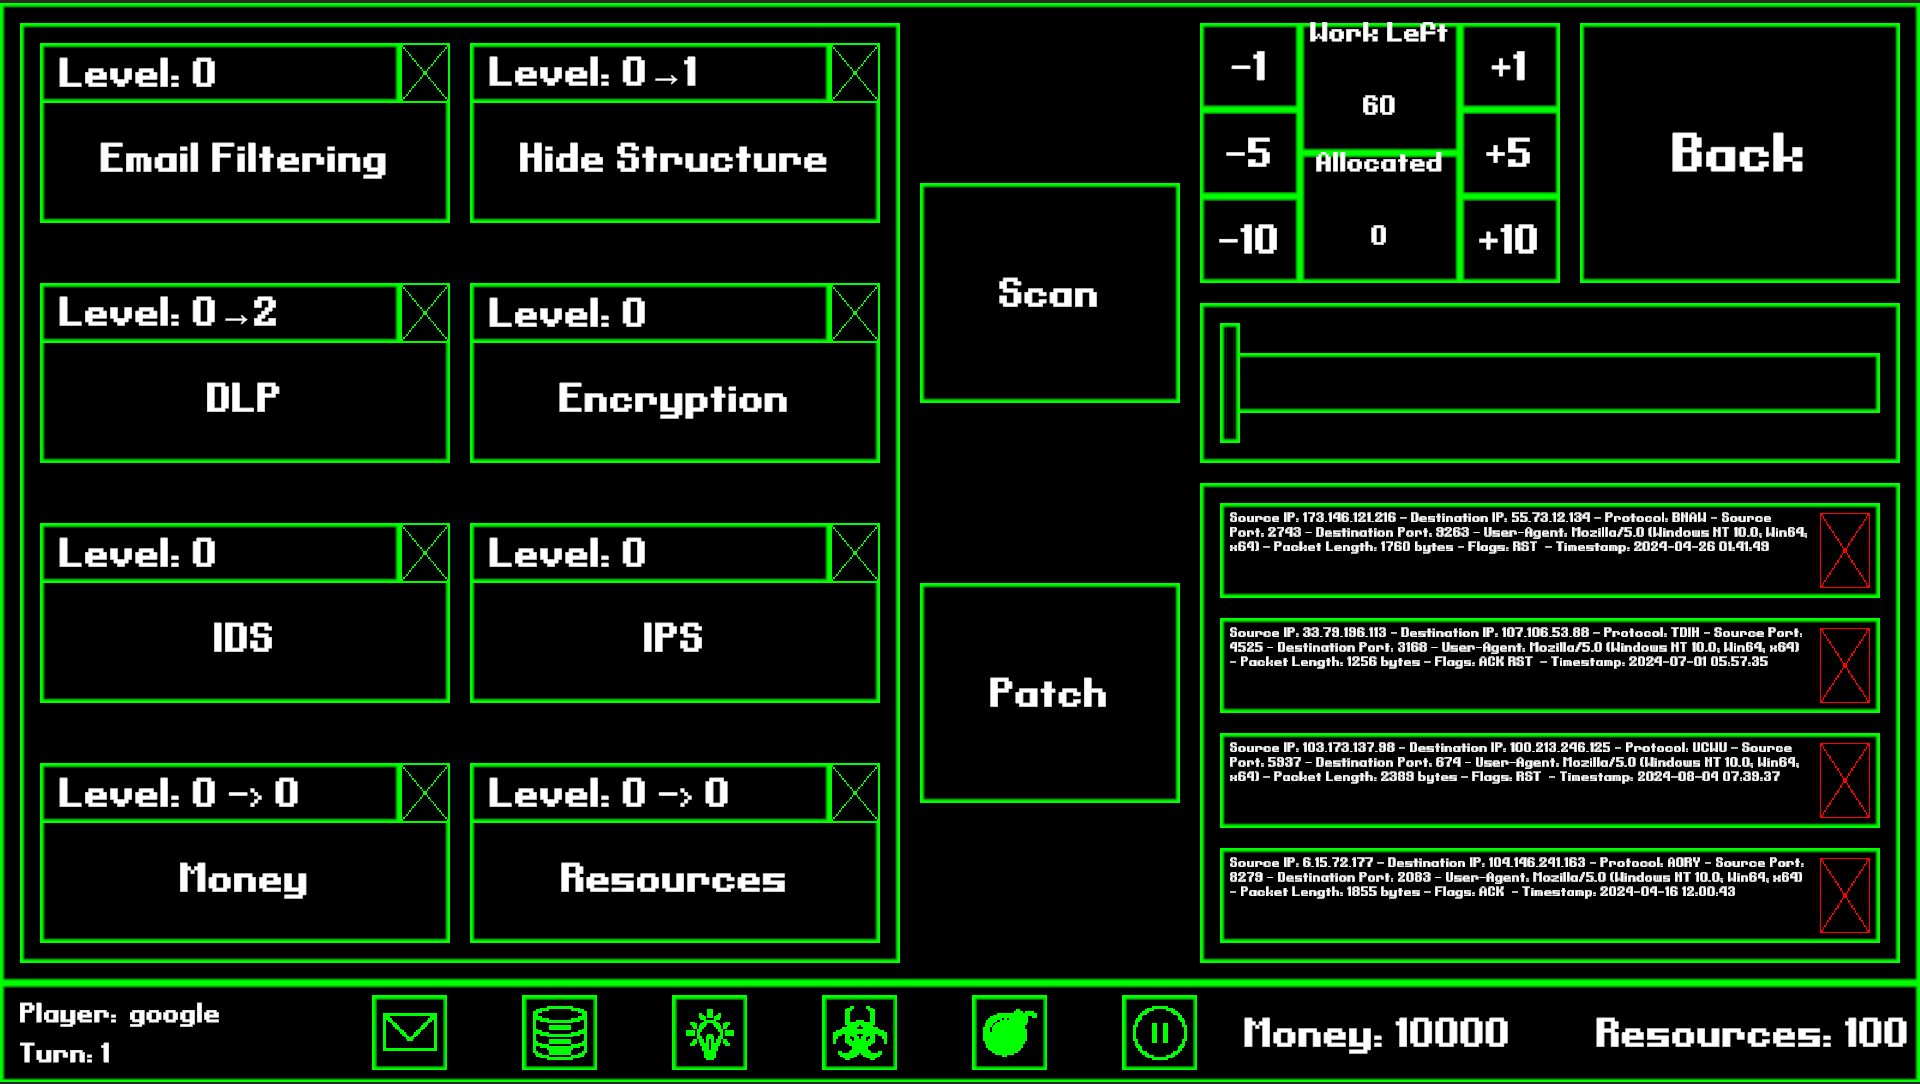 Level: 0
Email Filtering
Level: 0→1
Hide Structure
Level: 0→2
DLP
Level: 0
Encryption
Level: 0
IDS
Level: 0
IPS
Level: 0 -> 0
Money
Level: 0 -> 0
Resources
Scan
Patch
-1
-5
-10
Work Left
60
Allocated
0
+1
+5
+10
Back
Source IP: 173.146.121.216 - Destination IP: 55.73.12.134 - Protocol: BHAW - Source
Port: 2743 - Destination Port: 9263 - User-Agent: Mozilla/5.0 (Windows NT 10.0; Win64;
x64) - Packet Length: 1760 bytes - Flags: RST - Timestamp: 2024-04-26 01:41:49
Source IP: 33.79.196.113 - Destination IP: 107.106.53.88 - Protocol: TDIH - Source Port:
4525 - Destination Port: 3168 - User-Agent: Mozilla/5.0 (Windows NT 10.0; Win64; x64)
- Packet Length: 1256 bytes - Flags: ACK RST - Timestamp: 2024-07-01 05:57:35
Source IP: 103.173.137.98 - Destination IP: 100.213.246.125 - Protocol: UCWU - Source
Port: 5937 - Destination Port: 674 - User-Agent: Mozilla/5.0 (Windows NT 10.0; Win64;
x64) - Packet Length: 2389 bytes - Flags: RST - Timestamp: 2024-08-04 07:39:37
Source IP: 6.15.72.177 - Destination IP: 104.146.241.163 - Protocol: AORY - Source Port:
8279 - Destination Port: 2083 - User-Agent: Mozilla/5.0 (Windows NT 10.0; Win64; x64)
- Packet Length: 1855 bytes - Flags: ACK - Timestamp: 2024-04-16 12:00:43
Player: google
Turn: 1
Money: 10000
Resources: 100